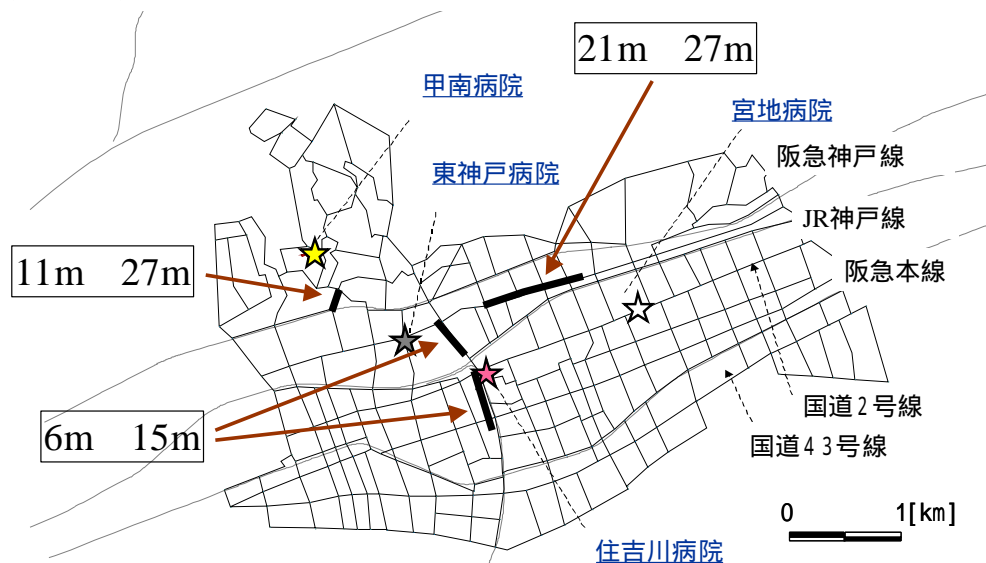 21m 27m
甲南病院
宮地病院
阪急神戸線
東神戸病院
JR神戸線
11m 27m
阪急本線
6m 15m
国道2号線
国道43号線
0 1[km]
住吉川病院